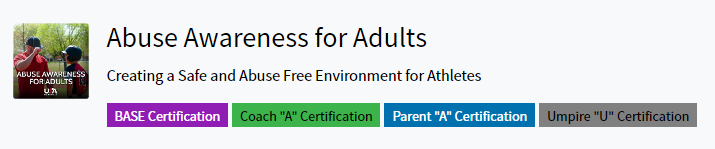 Abuse Awareness for Adults
Creating a Safe and Abuse Free Environment for Athletes
ABUSE AWARENESS
FOR ADULTS
BASE Certification
Coach "A" Certification
Parent "A" Certification
Umpire "U" Certification